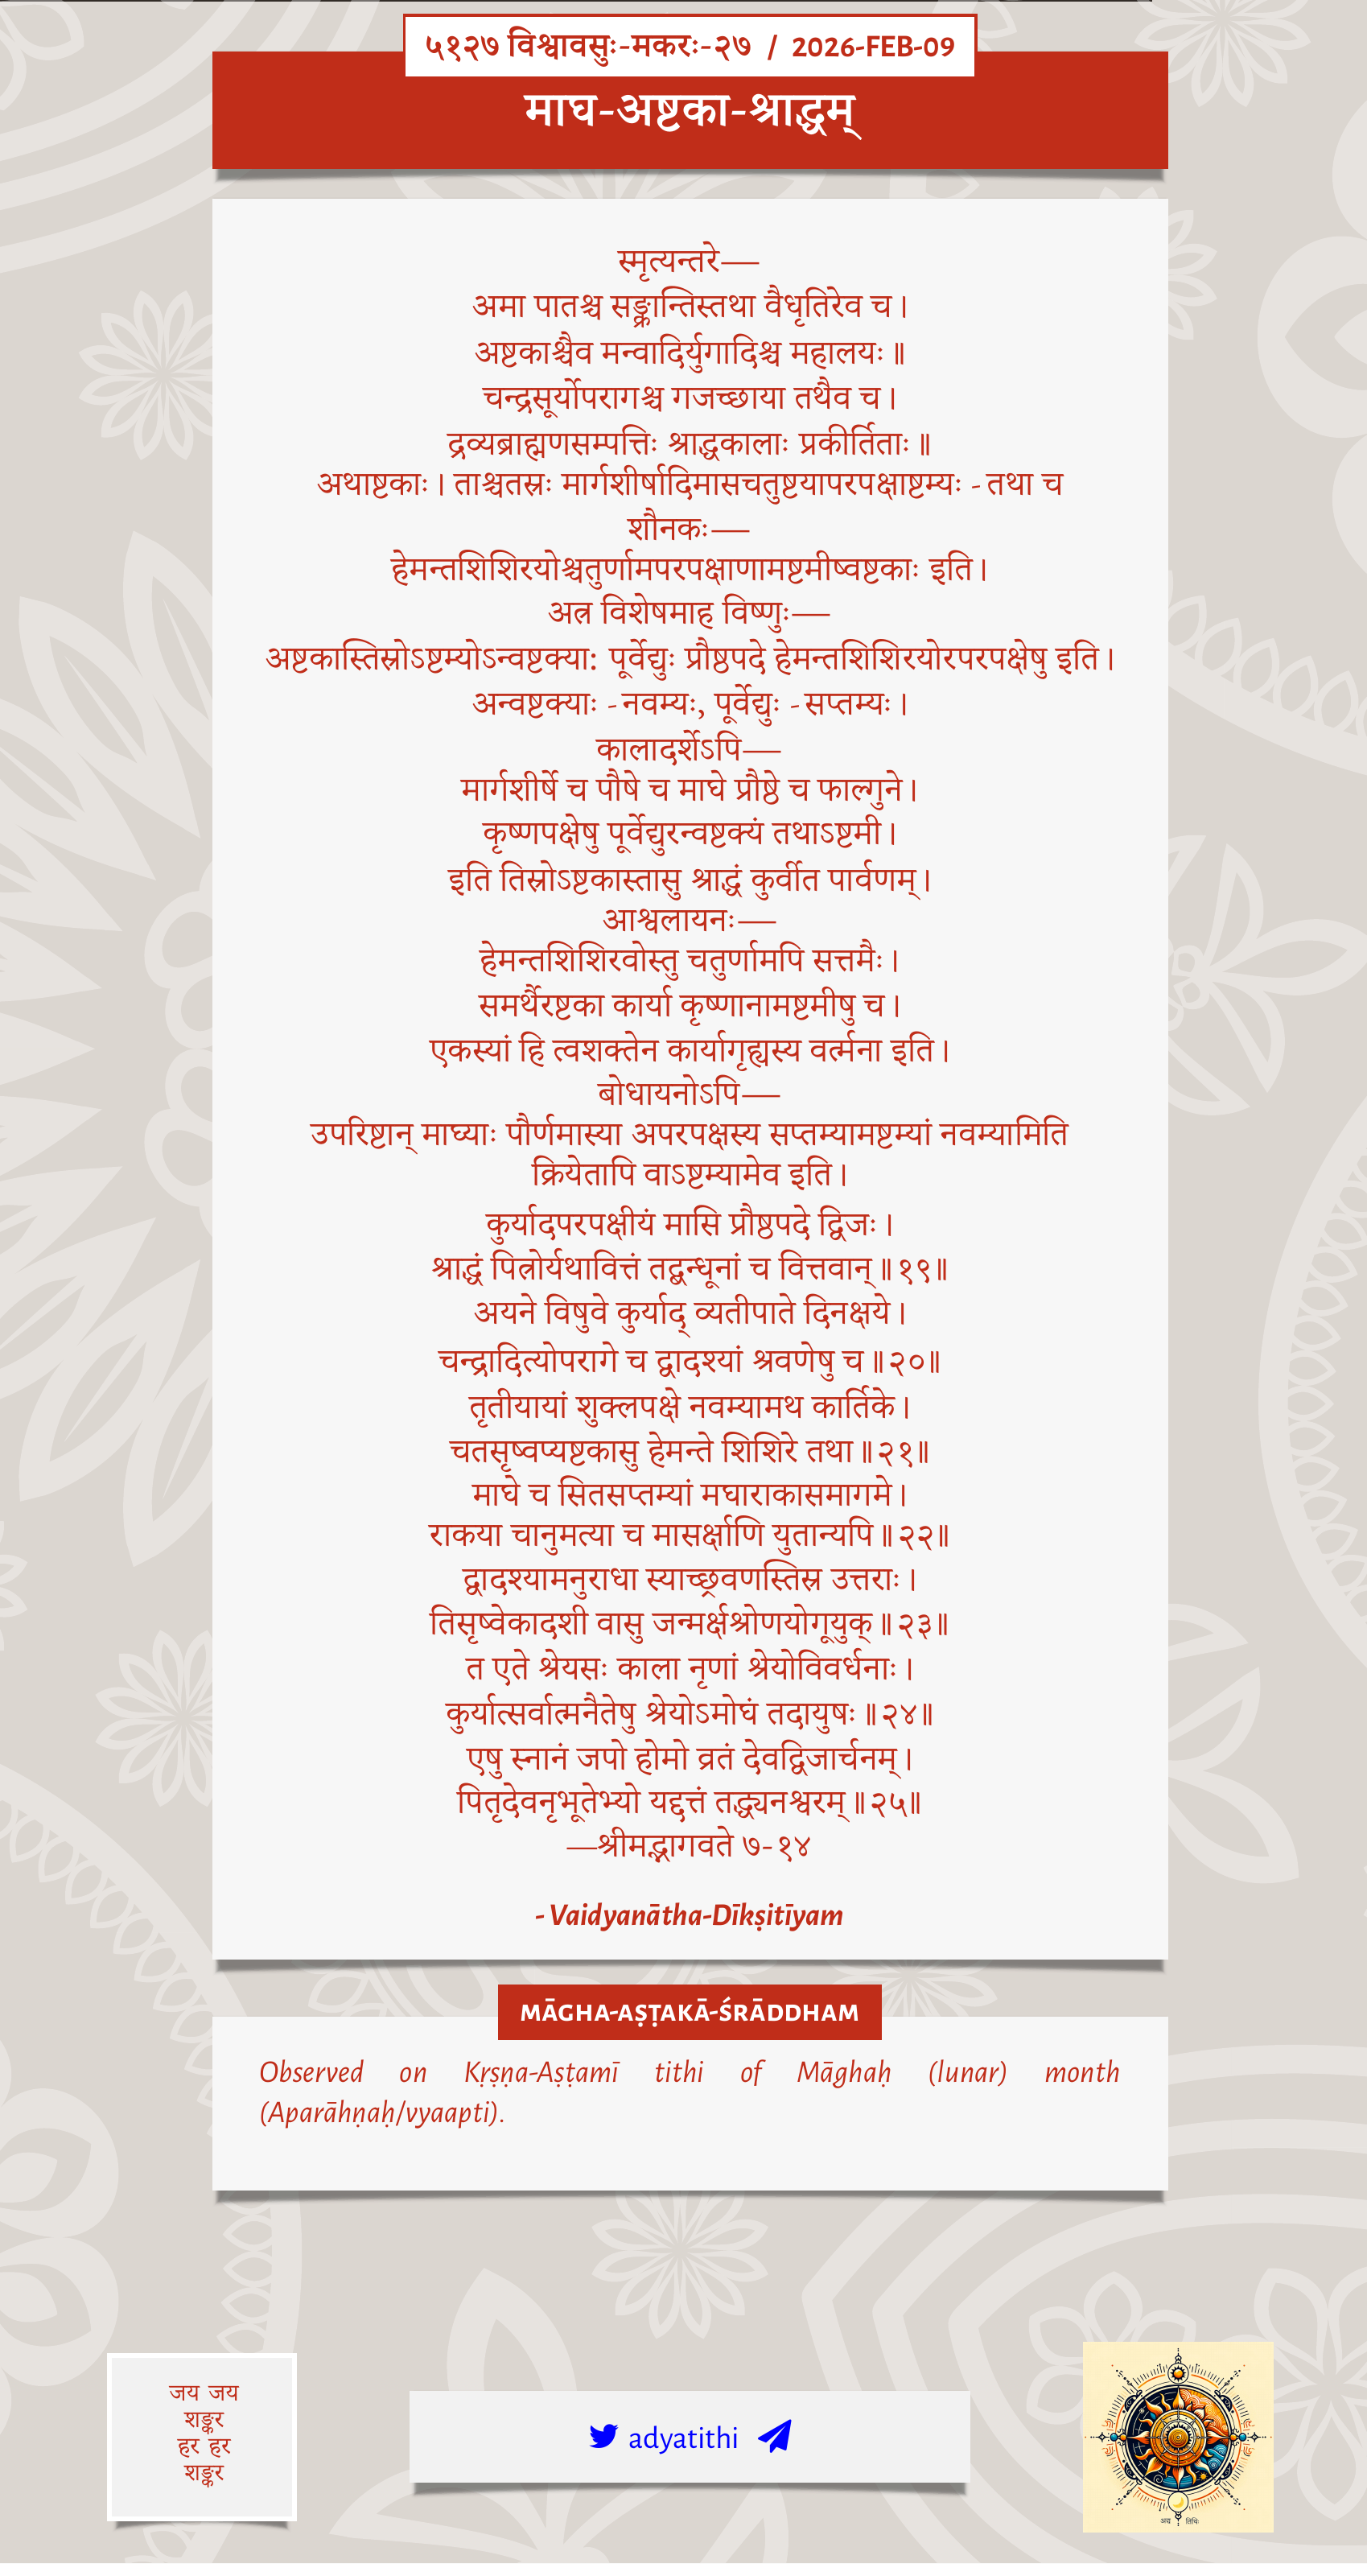 ५१२७ विश्वावसुः-मकरः-२७ / 2026-FEB-09
माघ-अष्टका-श्राद्धम्
स्मृत्यन्तरे—
अमा पातश्च सङ्क्रान्तिस्तथा वैधृतिरेव च।
अष्टकाश्चैव मन्वादिर्युगादिश्च महालयः॥
चन्द्रसूर्योपरागश्च गजच्छाया तथैव च।
द्रव्यब्राह्मणसम्पत्तिः श्राद्धकालाः प्रकीर्तिताः॥
अथाष्टकाः। ताश्चतस्रः मार्गशीर्षादिमासचतुष्टयापरपक्षाष्टम्यः - तथा च
शौनकः—
हेमन्तशिशिरयोश्चतुर्णामपरपक्षाणामष्टमीष्वष्टकाः इति।
अत्र विशेषमाह विष्णुः—
अष्टकास्तिस्रोऽष्टम्योऽन्वष्टक्या: पूर्वेद्युः प्रौष्ठपदे हेमन्तशिशिरयोरपरपक्षेषु इति।
अन्वष्टक्याः - नवम्यः, पूर्वेद्युः - सप्तम्यः।
कालादर्शेऽपि—
मार्गशीर्षे च पौषे च माघे प्रौष्ठे च फाल्गुने।
कृष्णपक्षेषु पूर्वेद्युरन्वष्टक्यं तथाऽष्टमी।
इति तिस्रोऽष्टकास्तासु श्राद्धं कुर्वीत पार्वणम्।
आश्वलायनः—
हेमन्तशिशिरवोस्तु चतुर्णामपि सत्तमैः।
समर्थैरष्टका कार्या कृष्णानामष्टमीषु च।
एकस्यां हि त्वशक्तेन कार्यागृह्यस्य वर्त्मना इति।
बोधायनोऽपि—
उपरिष्टान् माघ्याः पौर्णमास्या अपरपक्षस्य सप्तम्यामष्टम्यां नवम्यामिति
क्रियेतापि वाऽष्टम्यामेव इति।
कुर्यादपरपक्षीयं मासि प्रौष्ठपदे द्विजः।
श्राद्धं पित्रोर्यथावित्तं तद्बन्धूनां च वित्तवान्॥१९॥
अयने विषुवे कुर्याद् व्यतीपाते दिनक्षये।
चन्द्रादित्योपरागे च द्वादश्यां श्रवणेषु च॥२०॥
तृतीयायां शुक्लपक्षे नवम्यामथ कार्तिके।
चतसृष्वप्यष्टकासु हेमन्ते शिशिरे तथा॥२१॥
माघे च सितसप्तम्यां मघाराकासमागमे।
राकया चानुमत्या च मासर्क्षाणि युतान्यपि॥२२॥
द्वादश्यामनुराधा स्याच्छ्रवणस्तिस्र उत्तराः।
तिसृष्वेकादशी वासु जन्मर्क्षश्रोणयोगूयुक्॥२३॥
त एते श्रेयसः काला नृणां श्रेयोविवर्धनाः।
कुर्यात्सर्वात्मनैतेषु श्रेयोऽमोघं तदायुषः॥२४॥
एषु स्नानं जपो होमो व्रतं देवद्विजार्चनम्।
पितृदेवनृभूतेभ्यो यद्दत्तं तद्ध्यनश्वरम्॥२५॥
—श्रीमद्भागवते ७-१४
- Vaidyanātha-Dīkṣitīyam
MĀGHA-AṢṬAKĀ-ŚRĀDDHAM
Observed on Kṛṣṇa-Aṣṭamī tithi of Māghaḥ (lunar) month
(Aparāhṇaḥ/vyaapti).
जय जय
शङ्कर
हर हर
शङ्कर
adyatithi
अद्य तिथिः